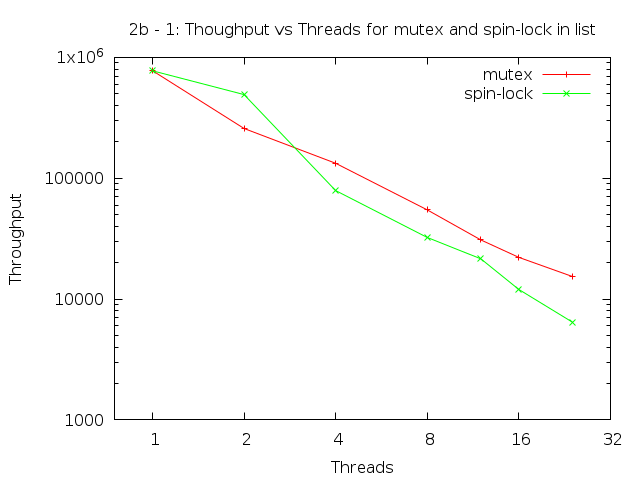 2b - 1: Thoughput vs Threads for mutex and spin-lock in list
1x10^6
mutex
spin-lock
100000
Throughput
10000
1000
1 2 4 8 16 32
Threads